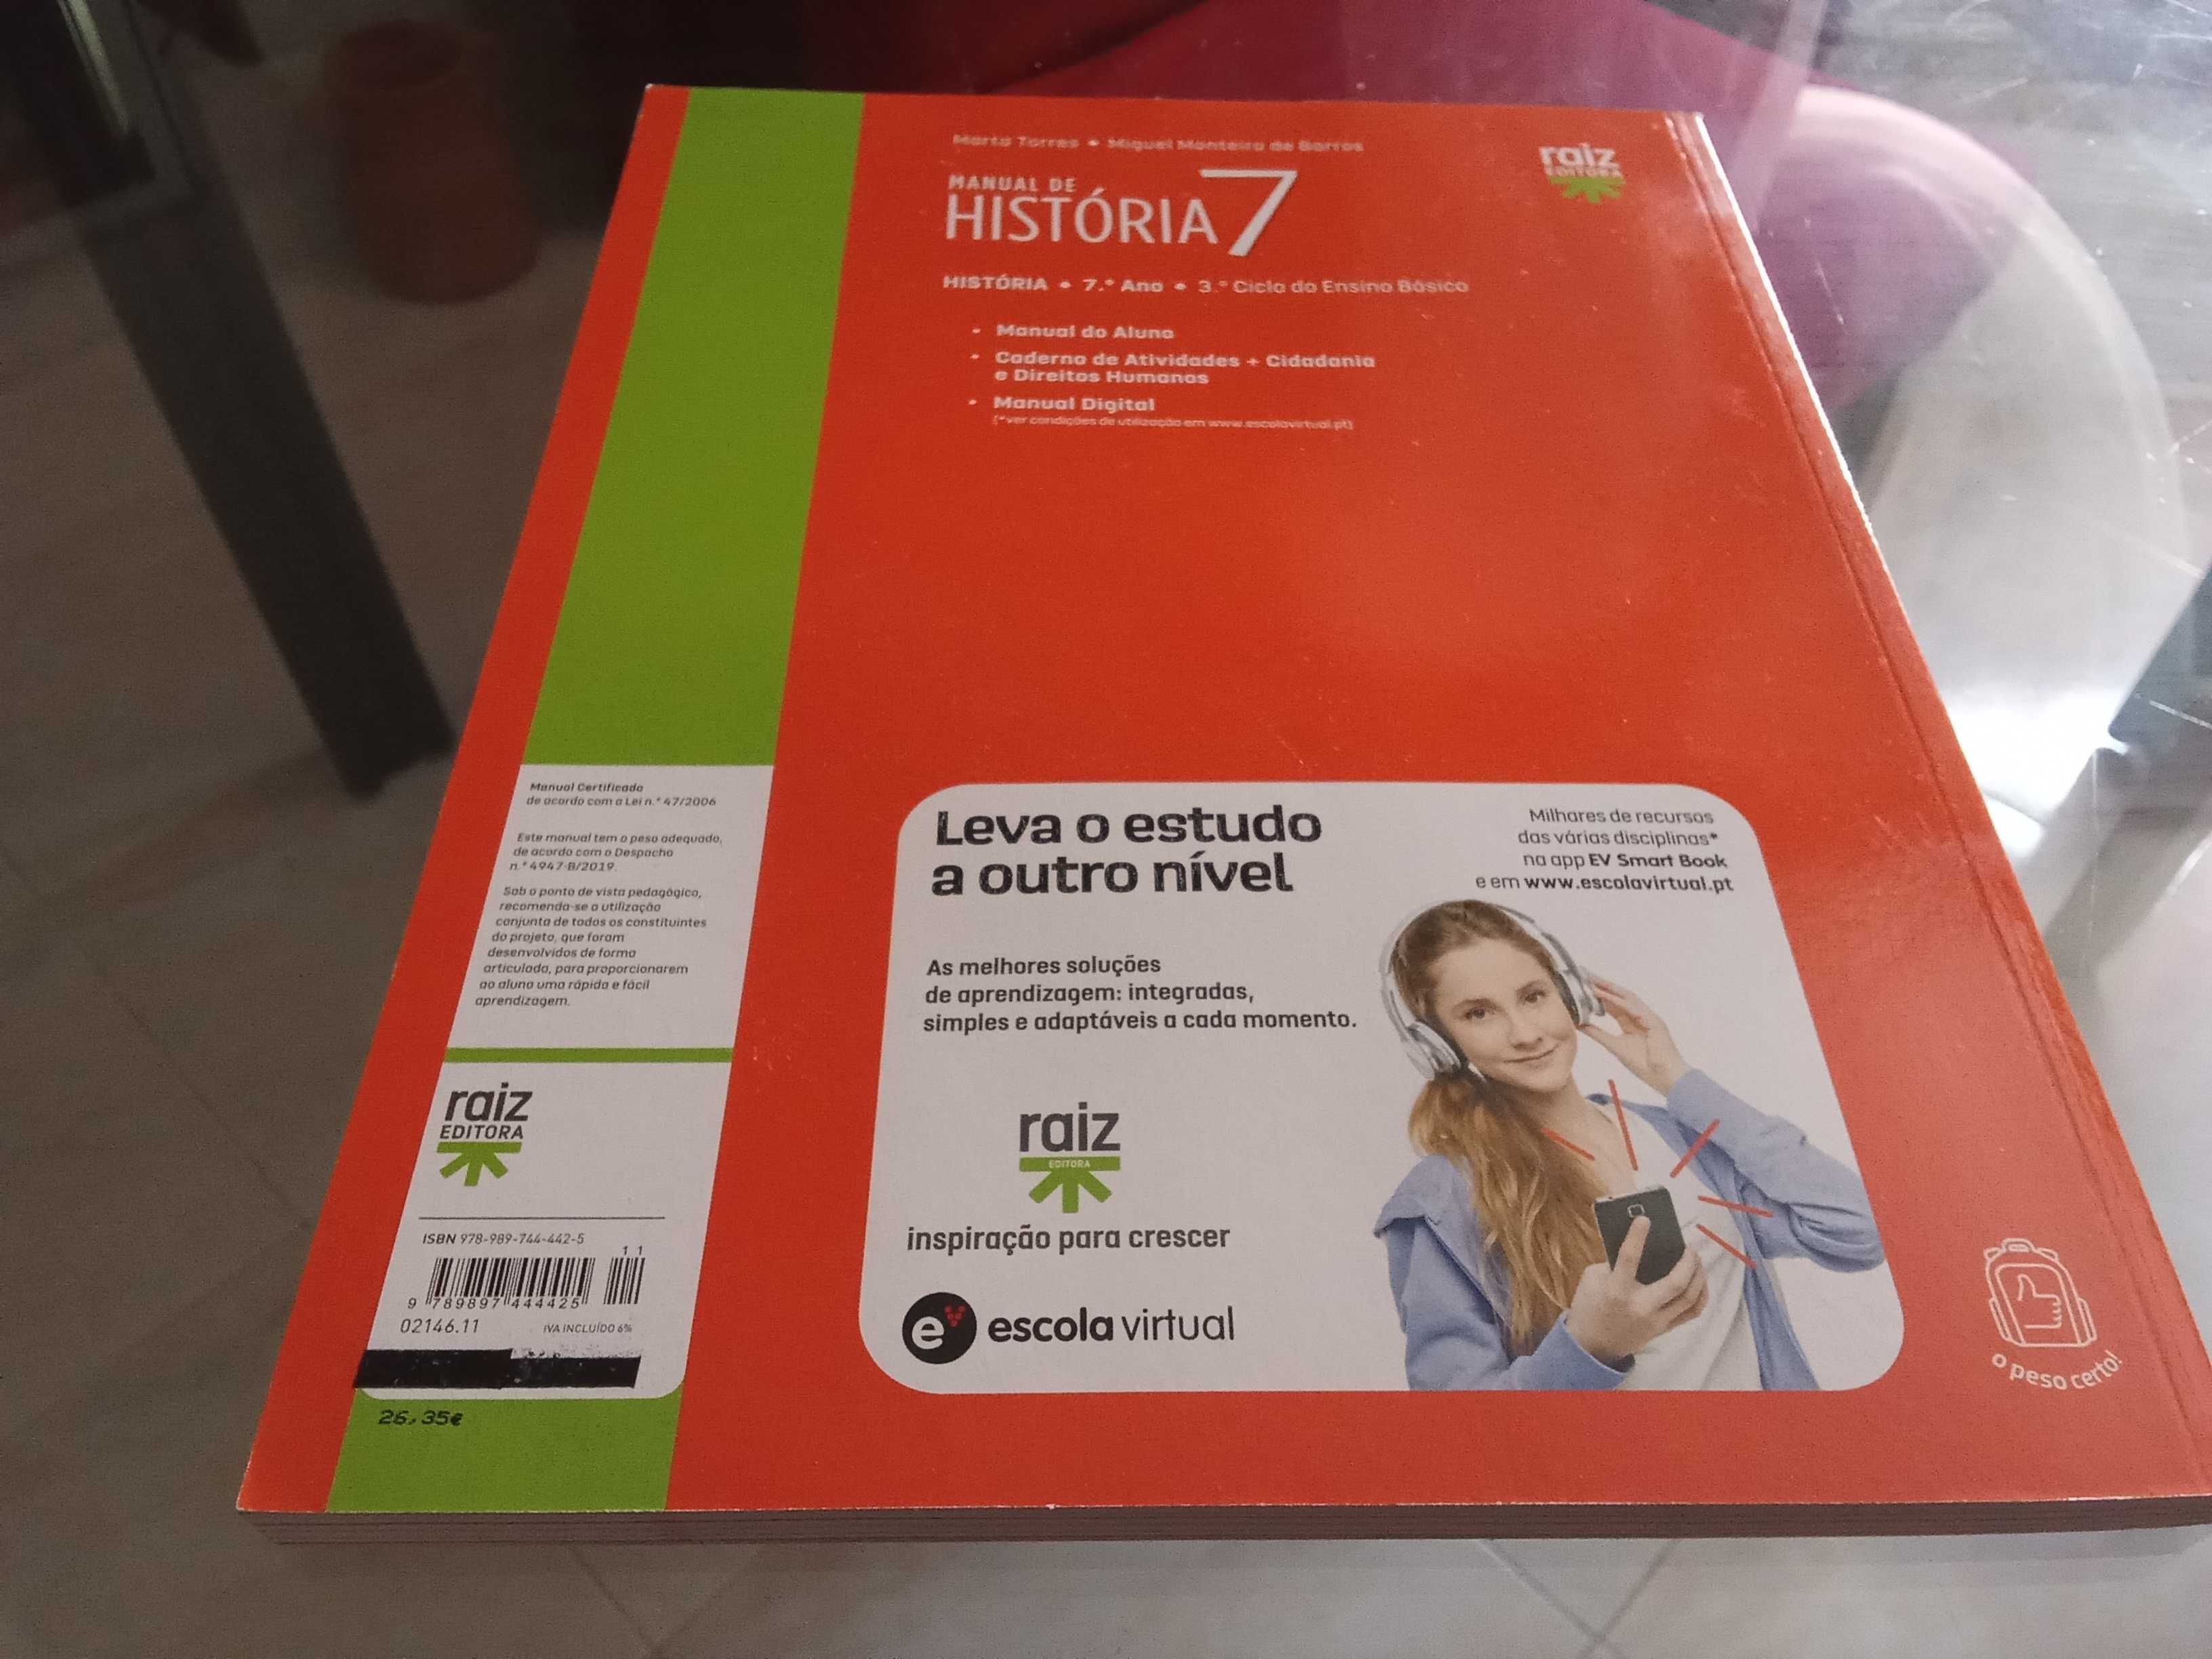 Marta Torres • Miguel Monteiro de Barros
MANUAL DE
HISTÓRIA 7
raiz
EDITORA
HISTÓRIA • 7.º Ano • 3.º Ciclo do Ensino Básico
• Manual do Aluno
• Caderno de Atividades + Cidadania
e Direitos Humanos
• Manual Digital
(*ver condições de utilização em www.escolavirtual.pt)
Manual Certificado
de acordo com a Lei n.º 47/2006
Este manual tem o peso adequado,
de acordo com o Despacho
n.º 4947-B/2019.
Sob o ponto de vista pedagógico,
recomenda-se a utilização
conjunta de todos os constituintes
do projeto, que foram
desenvolvidos de forma
articulada, para proporcionarem
ao aluno uma rápida e fácil
aprendizagem.
raiz
EDITORA
ISBN 978-989-744-442-5
11
9 789897 444425
02146.11 IVA INCLUÍDO 6%
26,35€
Leva o estudo
a outro nível
Milhares de recursos
das várias disciplinas*
na app EV Smart Book
e em www.escolavirtual.pt
As melhores soluções
de aprendizagem: integradas,
simples e adaptáveis a cada momento.
raiz
EDITORA
inspiração para crescer
e escola virtual
o peso certo!